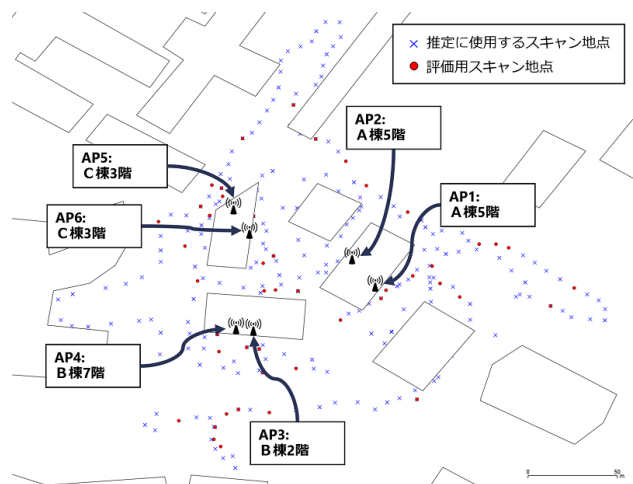 × 推定に使用するスキャン地点
● 評価用スキャン地点
AP2:
A棟5階
AP5:
C棟3階
AP1:
A棟5階
AP6:
C棟3階
AP4:
B棟7階
AP3:
B棟2階
0 50
m